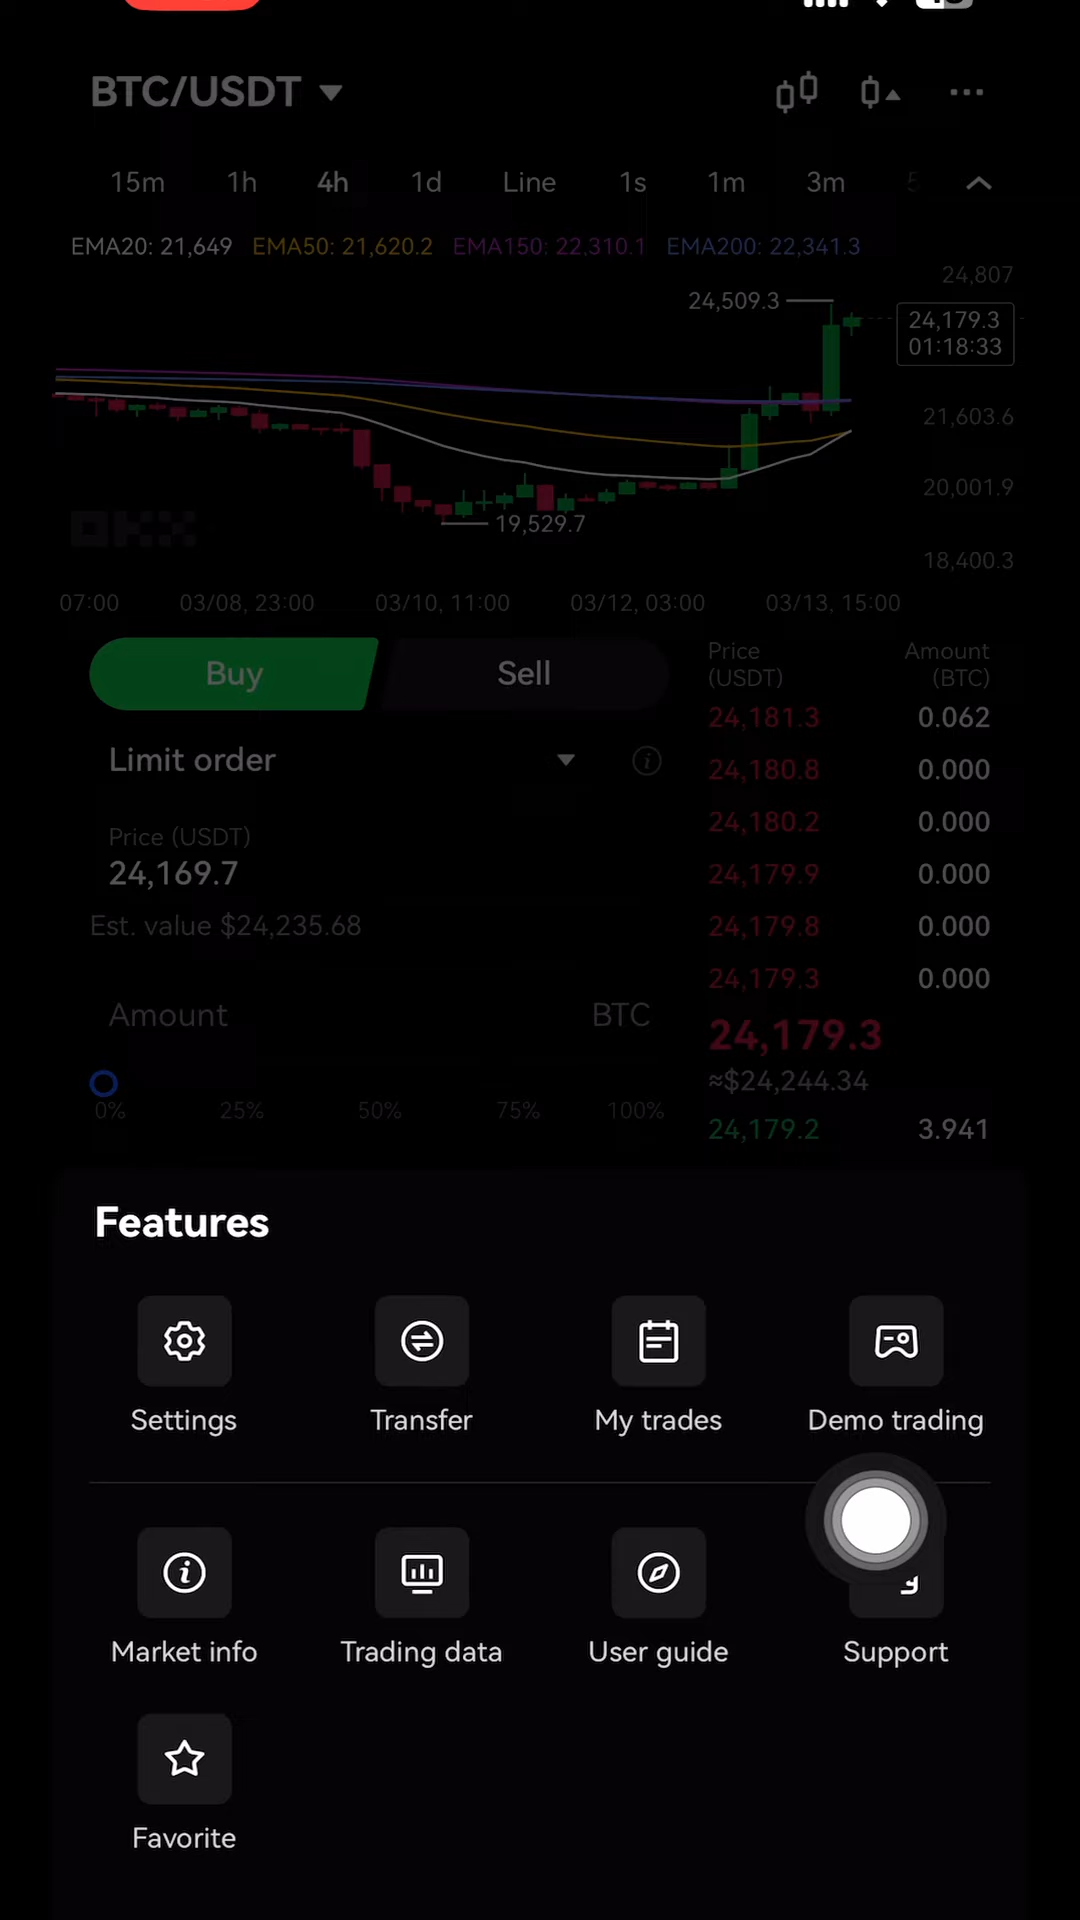 BTC/USDT
15m 1h 4h 1d Line 1s 1m 3m 5
EMA20: 21,649 EMA50: 21,620.2 EMA150: 22,310.1 EMA200: 22,341.3
24,807
24,509.3
24,179.3
01:18:33
21,603.6
20,001.9
19,529.7
OKX
18,400.3
07:00 03/08, 23:00 03/10, 11:00 03/12, 03:00 03/13, 15:00
Buy Sell
Limit order
Price (USDT)
24,169.7
Est. value $24,235.68
Amount BTC
0% 25% 50% 75% 100%
Price Amount
(USDT) (BTC)
24,181.3 0.062
24,180.8 0.000
24,180.2 0.000
24,179.9 0.000
24,179.8 0.000
24,179.3 0.000
24,179.3
≈$24,244.34
24,179.2 3.941
Features
Settings Transfer My trades Demo trading
Market info Trading data User guide Support
Favorite